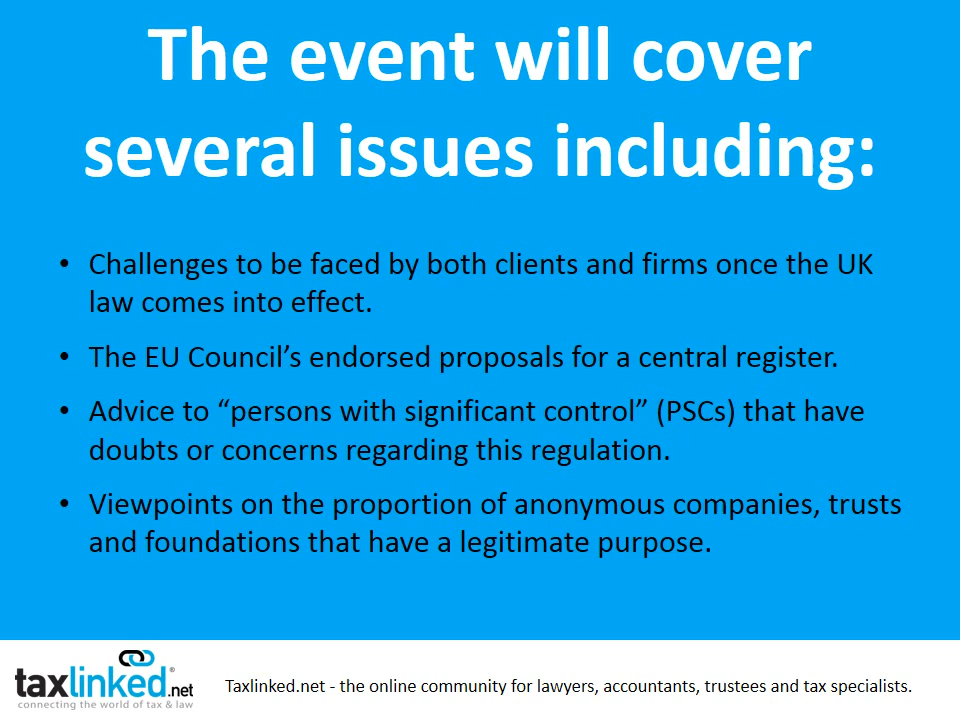 The event will cover
several issues including:
• Challenges to be faced by both clients and firms once the UK
law comes into effect.
• The EU Council’s endorsed proposals for a central register.
• Advice to “persons with significant control” (PSCs) that have
doubts or concerns regarding this regulation.
• Viewpoints on the proportion of anonymous companies, trusts
and foundations that have a legitimate purpose.
taxlinked.net®
connecting the world of tax & law
Taxlinked.net - the online community for lawyers, accountants, trustees and tax specialists.